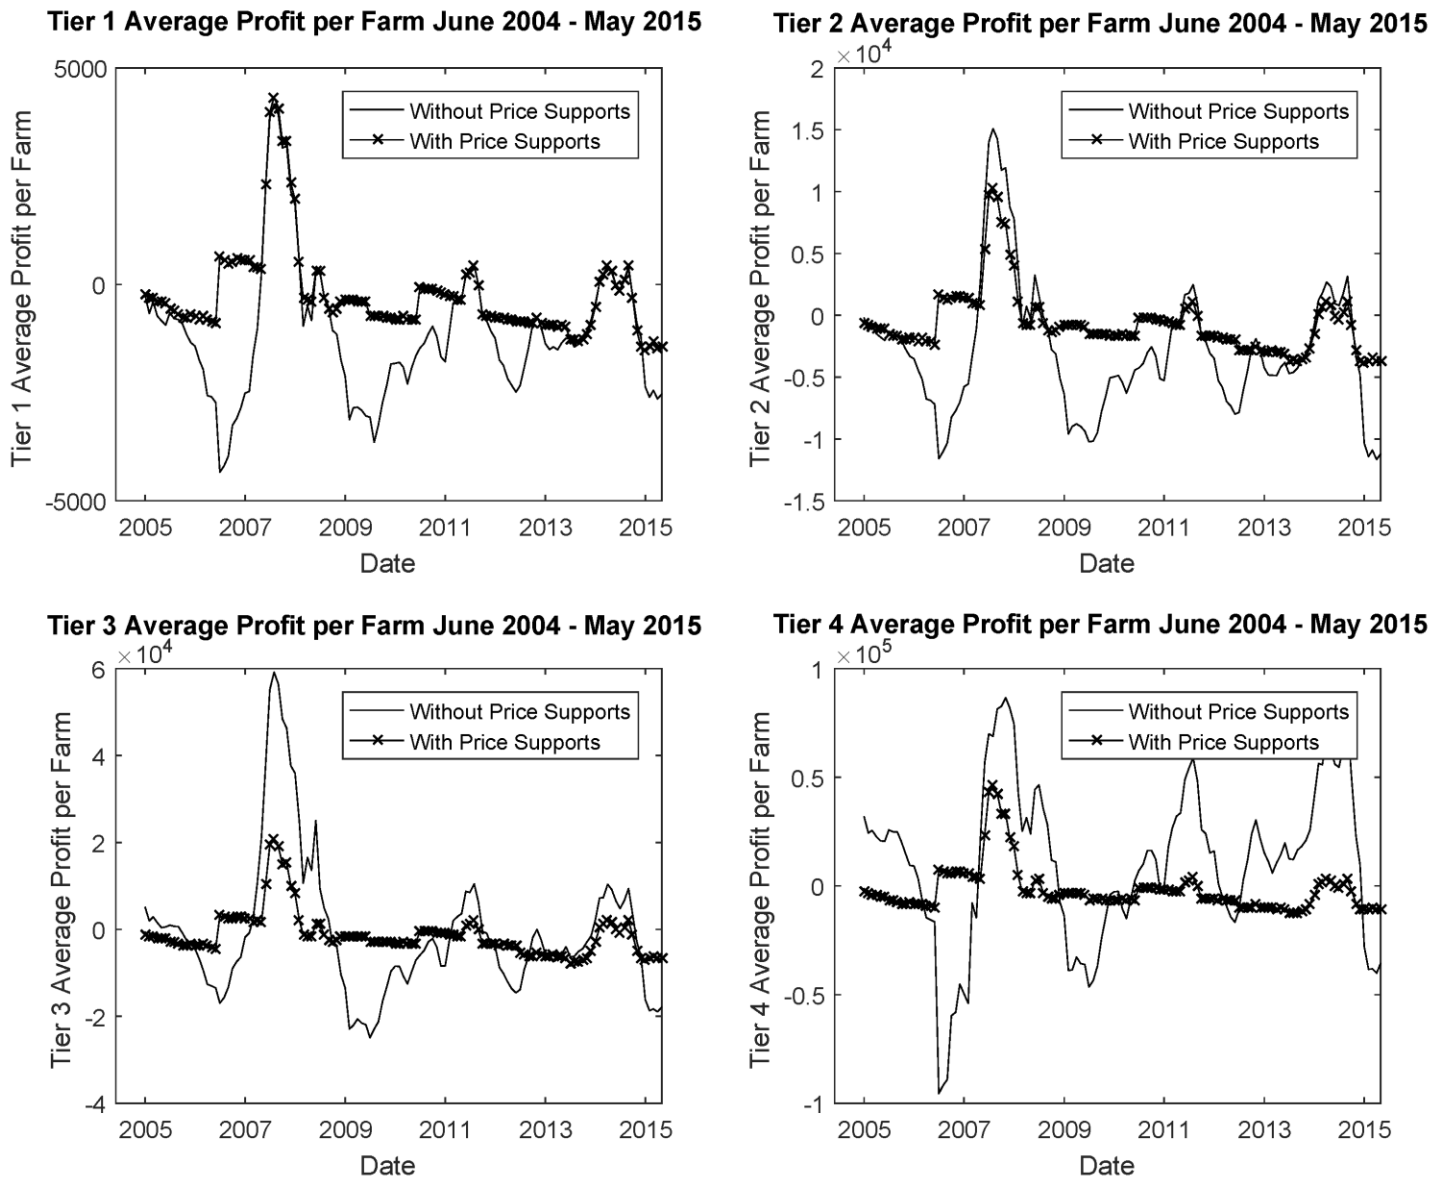 Tier 1 Average Profit per Farm June 2004 - May 2015
5000
0
-5000
Tier 1 Average Profit per Farm
Without Price Supports
With Price Supports
2005 2007 2009 2011 2013 2015
Date
Tier 2 Average Profit per Farm June 2004 - May 2015
× 10^4
2
1.5
1
0.5
0
-0.5
-1
-1.5
Tier 2 Average Profit per Farm
Without Price Supports
With Price Supports
2005 2007 2009 2011 2013 2015
Date
Tier 3 Average Profit per Farm June 2004 - May 2015
× 10^4
6
4
2
0
-2
-4
Tier 3 Average Profit per Farm
Without Price Supports
With Price Supports
2005 2007 2009 2011 2013 2015
Date
Tier 4 Average Profit per Farm June 2004 - May 2015
× 10^5
1
0.5
0
-0.5
-1
Tier 4 Average Profit per Farm
Without Price Supports
With Price Supports
2005 2007 2009 2011 2013 2015
Date